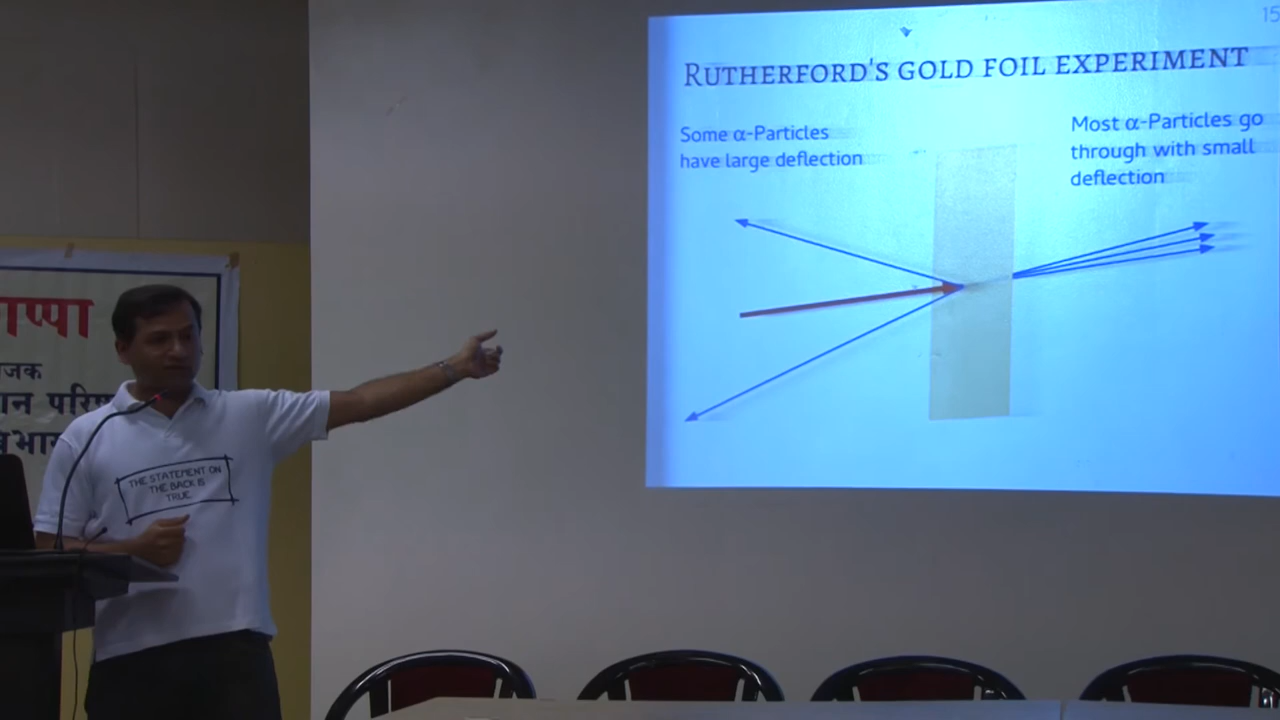 15
RUTHERFORD'S GOLD FOIL EXPERIMENT
Some α-Particles
have large deflection
Most α-Particles go
through with small
deflection
THE STATEMENT ON
THE BACK IS
TRUE